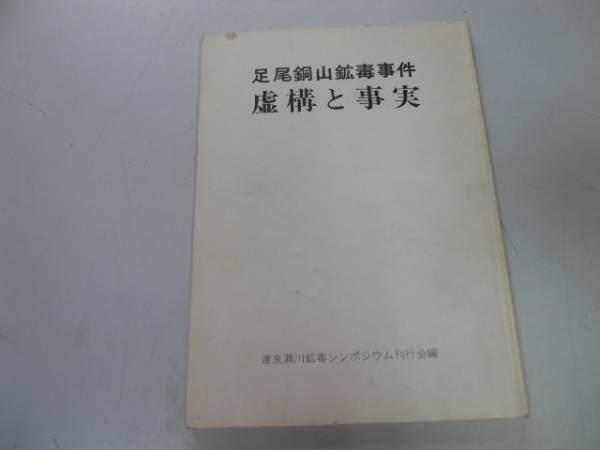 足尾銅山鉱毒事件
虚構と事実
渡良瀬川鉱毒シンポジウム刊行会編